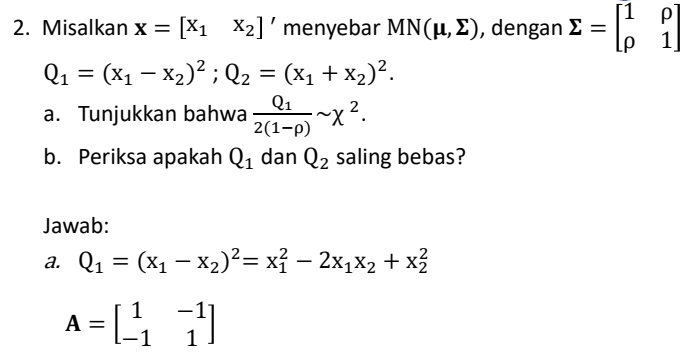 2. Misalkan x = [x₁ x₂] ′ menyebar MN(μ, Σ), dengan Σ = [1 ρ
ρ 1]
Q₁ = (x₁ − x₂)² ; Q₂ = (x₁ + x₂)².
a. Tunjukkan bahwa Q₁/2(1−ρ) ~χ ².
b. Periksa apakah Q₁ dan Q₂ saling bebas?
Jawab:
a. Q₁ = (x₁ − x₂)²= x₁² − 2x₁x₂ + x₂²
A = [1 −1
−1 1]